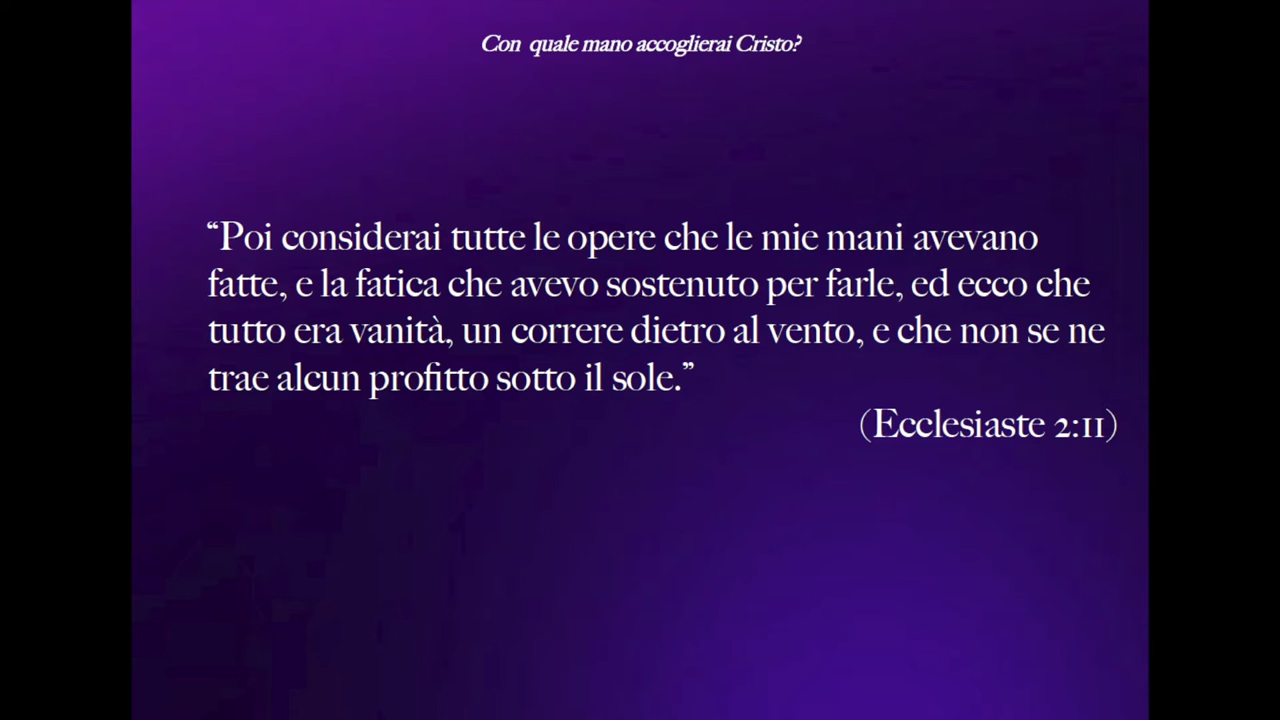 Con quale mano accoglierai Cristo?
“Poi considerai tutte le opere che le mie mani avevano
fatte, e la fatica che avevo sostenuto per farle, ed ecco che
tutto era vanità, un correre dietro al vento, e che non se ne
trae alcun profitto sotto il sole.”
(Ecclesiaste 2:11)